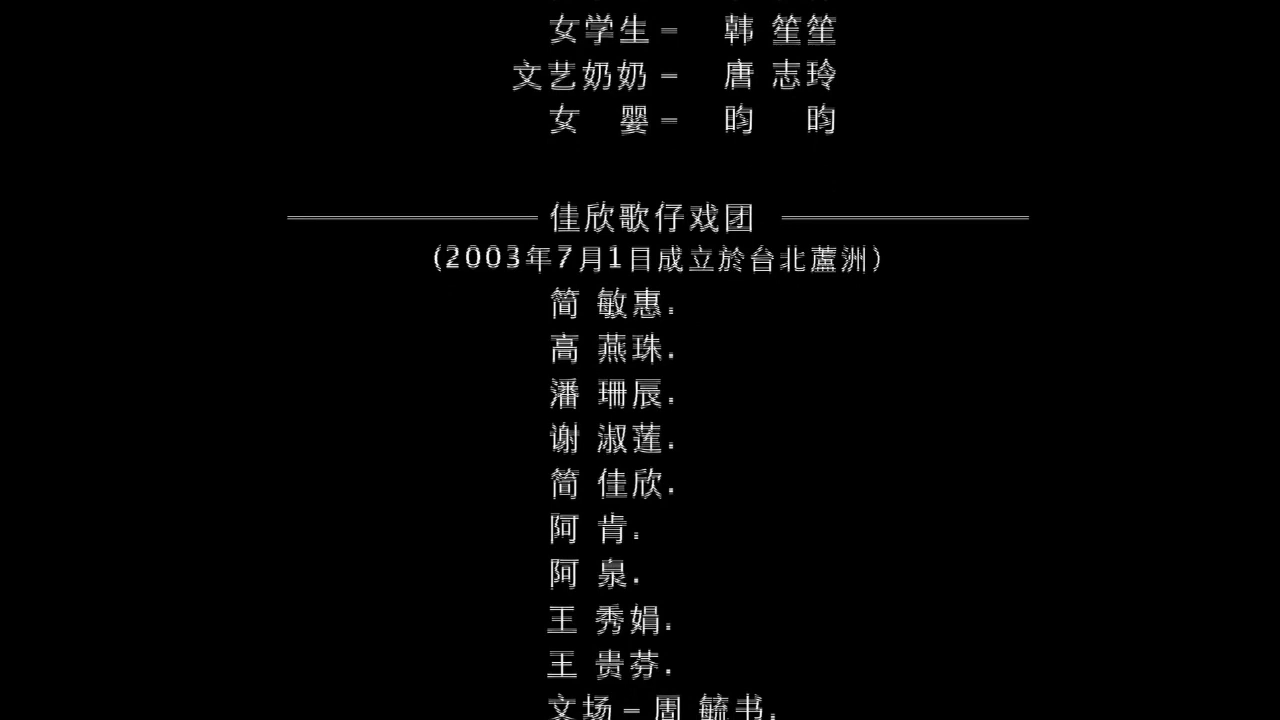 女学生－ 韩 笙笙
文艺奶奶－ 唐 志玲
女 婴－ 昀 昀
佳欣歌仔戏团
(2003年7月1日成立於台北蘆洲)
简 敏惠.
高 燕珠.
潘 珊辰.
谢 淑莲.
简 佳欣.
阿 肯.
阿 泉.
王 秀娟.
王 贵芬.
文场－周 毓书.